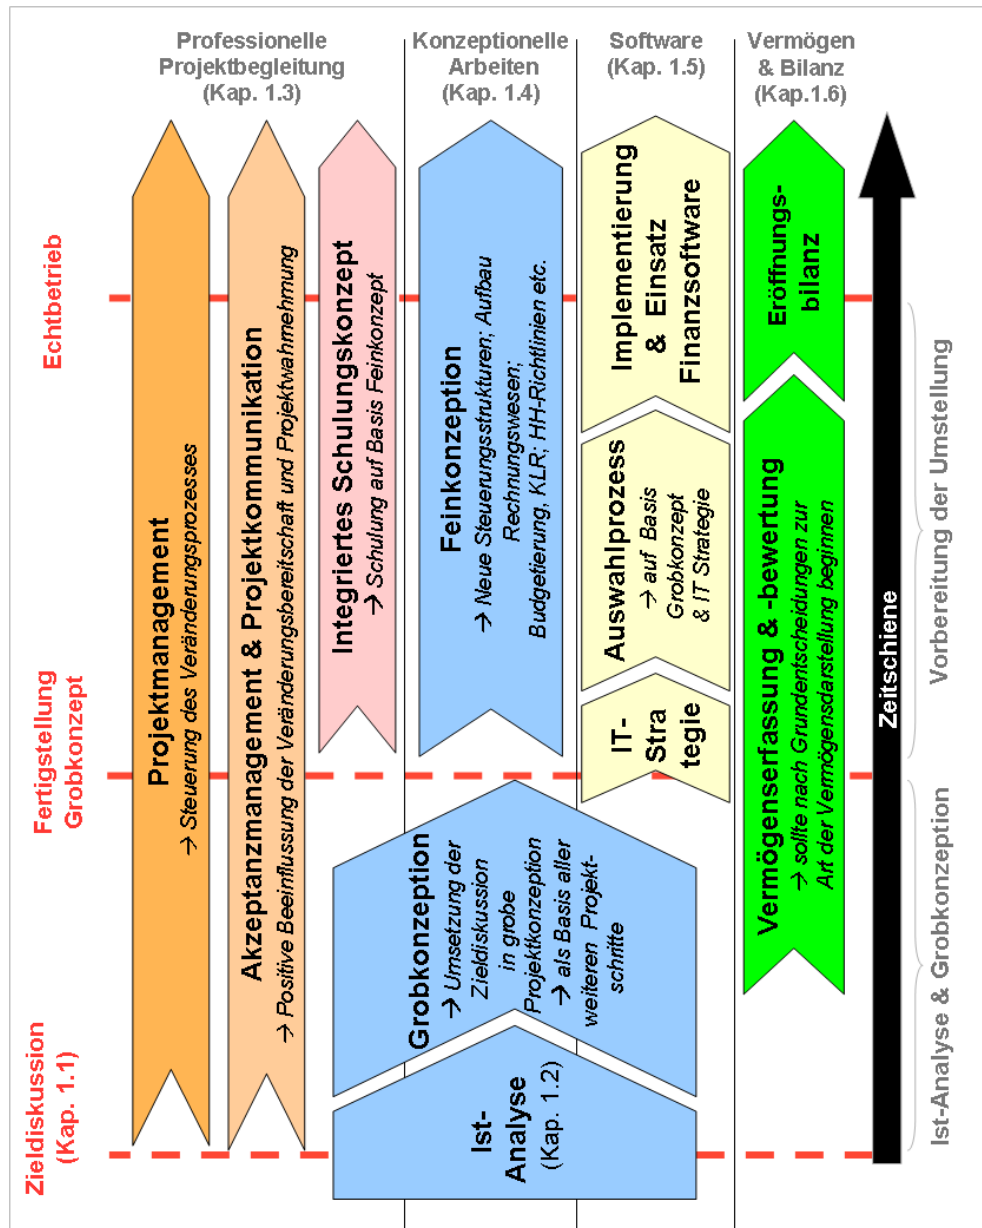 Professionelle
Projektbegleitung
(Kap. 1.3)
Konzeptionelle
Arbeiten
(Kap. 1.4)
Software
(Kap. 1.5)
Vermögen
& Bilanz
(Kap.1.6)
Echtbetrieb
Fertigstellung
Grobkonzept
Zieldiskussion
(Kap. 1.1)
Projektmanagement
→ Steuerung des Veränderungsprozesses
Akzeptanzmanagement & Projektkommunikation
→ Positive Beeinflussung der Veränderungsbereitschaft und Projektwahrnehmung
Integriertes Schulungskonzept
→ Schulung auf Basis Feinkonzept
Feinkonzeption
→ Neue Steuerungsstrukturen; Aufbau
Rechnungswesen;
Budgetierung, KLR; HH-Richtlinien etc.
Grobkonzeption
→ Umsetzung der
Zieldiskussion
in grobe
Projektkonzeption
→ als Basis aller
weiteren Projekt-
schritte
Ist-
Analyse
(Kap. 1.2)
Implementierung
& Einsatz
Finanzsoftware
Auswahlprozess
→ auf Basis
Grobkonzept
& IT Strategie
IT-
Stra
tegie
Eröffnungs-
bilanz
Vermögenserfassung & -bewertung
→ sollte nach Grundentscheidungen zur
Art der Vermögensdarstellung beginnen
Zeitschiene
Vorbereitung der Umstellung
Ist-Analyse & Grobkonzeption